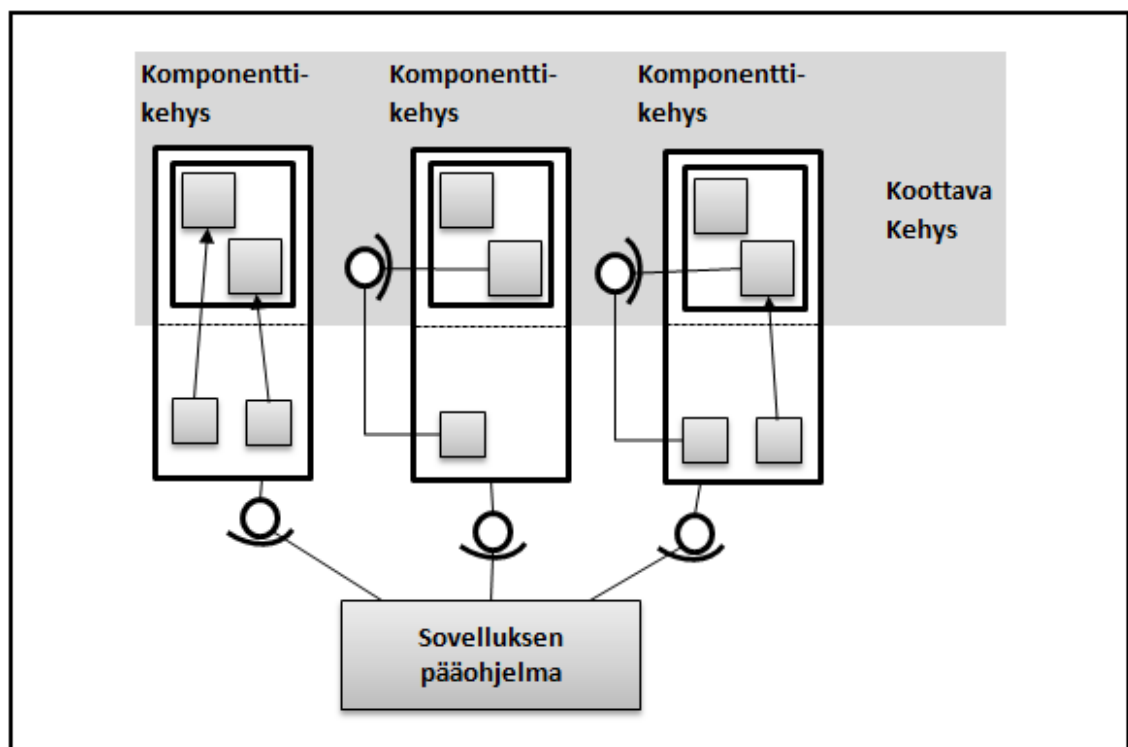 Komponentti-
kehys
Komponentti-
kehys
Komponentti-
kehys
Koottava
Kehys
Sovelluksen
pääohjelma